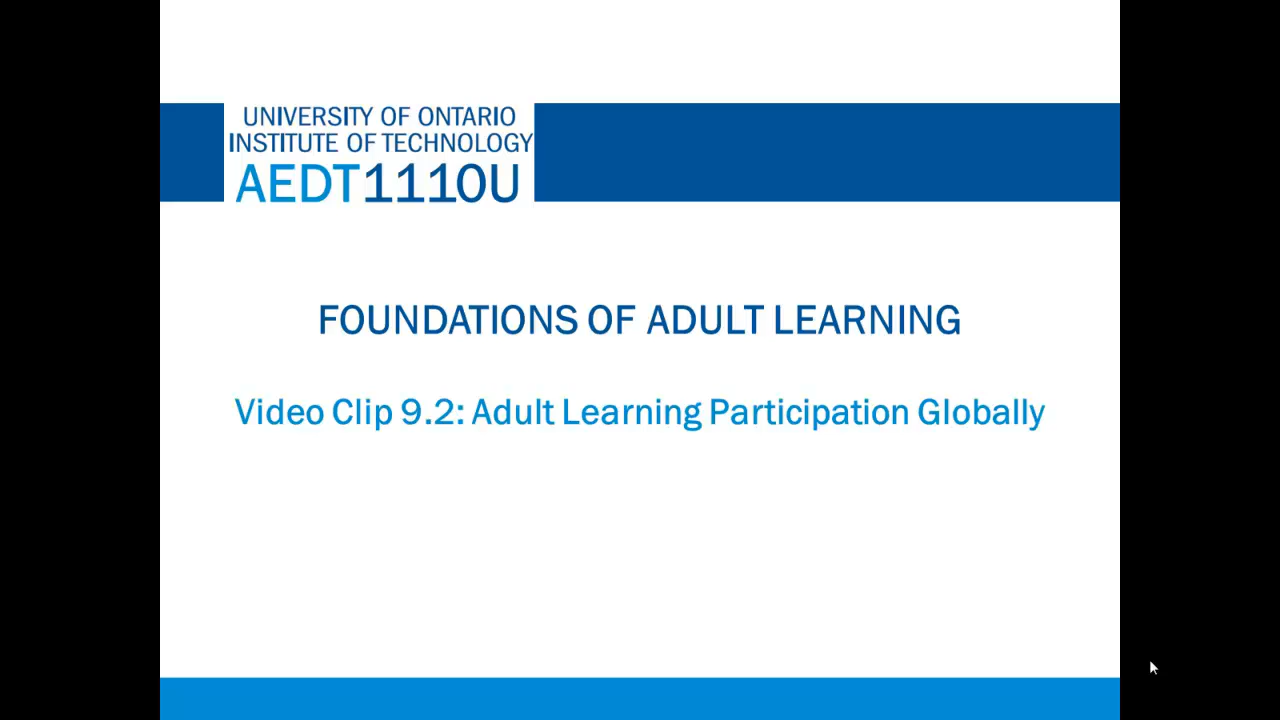 UNIVERSITY OF ONTARIO
INSTITUTE OF TECHNOLOGY
AEDT1110U
FOUNDATIONS OF ADULT LEARNING
Video Clip 9.2: Adult Learning Participation Globally